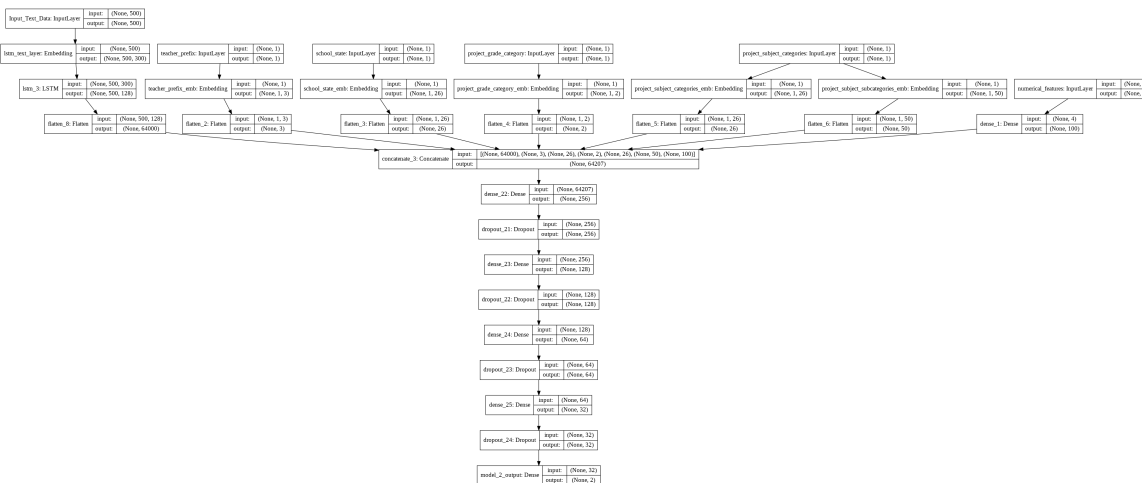 Input_Text_Data: InputLayer input: (None, 500)
output: (None, 500)
lstm_text_layer: Embedding input: (None, 500)
output: (None, 500, 300)
teacher_prefix: InputLayer input: (None, 1)
output: (None, 1)
school_state: InputLayer input: (None, 1)
output: (None, 1)
project_grade_category: InputLayer input: (None, 1)
output: (None, 1)
project_subject_categories: InputLayer input: (None, 1)
output: (None, 1)
lstm_3: LSTM input: (None, 500, 300)
output: (None, 500, 128)
teacher_prefix_emb: Embedding input: (None, 1)
output: (None, 1, 3)
school_state_emb: Embedding input: (None, 1)
output: (None, 1, 26)
project_grade_category_emb: Embedding input: (None, 1)
output: (None, 1, 2)
project_subject_categories_emb: Embedding input: (None, 1)
output: (None, 1, 26)
project_subject_subcategories_emb: Embedding input: (None, 1)
output: (None, 1, 50)
numerical_features: InputLayer input: (None,
output: (None,
flatten_8: Flatten input: (None, 500, 128)
output: (None, 64000)
flatten_2: Flatten input: (None, 1, 3)
output: (None, 3)
flatten_3: Flatten input: (None, 1, 26)
output: (None, 26)
flatten_4: Flatten input: (None, 1, 2)
output: (None, 2)
flatten_5: Flatten input: (None, 1, 26)
output: (None, 26)
flatten_6: Flatten input: (None, 1, 50)
output: (None, 50)
dense_1: Dense input: (None, 4)
output: (None, 100)
concatenate_3: Concatenate input: [(None, 64000), (None, 3), (None, 26), (None, 2), (None, 26), (None, 50), (None, 100)]
output: (None, 64207)
dense_22: Dense input: (None, 64207)
output: (None, 256)
dropout_21: Dropout input: (None, 256)
output: (None, 256)
dense_23: Dense input: (None, 256)
output: (None, 128)
dropout_22: Dropout input: (None, 128)
output: (None, 128)
dense_24: Dense input: (None, 128)
output: (None, 64)
dropout_23: Dropout input: (None, 64)
output: (None, 64)
dense_25: Dense input: (None, 64)
output: (None, 32)
dropout_24: Dropout input: (None, 32)
output: (None, 32)
model_2_output: Dense input: (None, 32)
output: (None, 2)